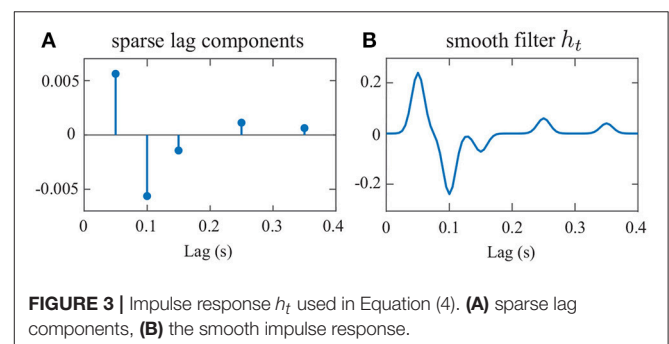 A sparse lag components
0.005
0
-0.005
0 0.1 0.2 0.3 0.4
Lag (s)
B smooth filter h_t
0.2
0
-0.2
0 0.1 0.2 0.3 0.4
Lag (s)
FIGURE 3 | Impulse response h_t used in Equation (4). (A) sparse lag
components, (B) the smooth impulse response.